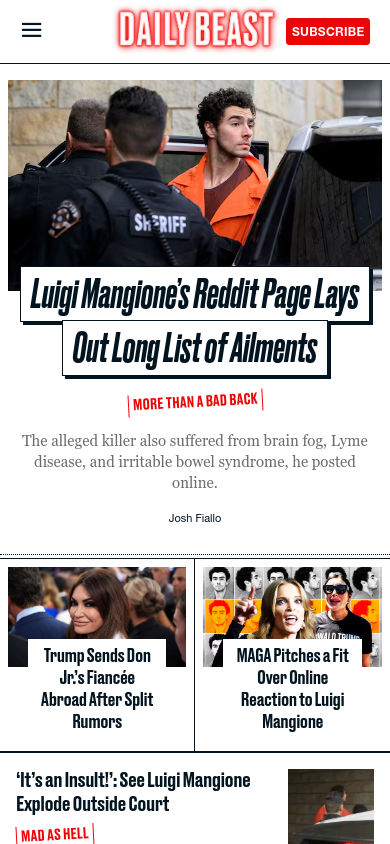 DAILY BEAST
SUBSCRIBE
SHERIFF
Luigi Mangione's Reddit Page Lays
Out Long List of Ailments
MORE THAN A BAD BACK
The alleged killer also suffered from brain fog, Lyme
disease, and irritable bowel syndrome, he posted
online.
Josh Fiallo
Trump Sends Don
Jr.'s Fiancée
Abroad After Split
Rumors
MAGA Pitches a Fit
Over Online
Reaction to Luigi
Mangione
'It's an Insult!': See Luigi Mangione
Explode Outside Court
MAD AS HELL